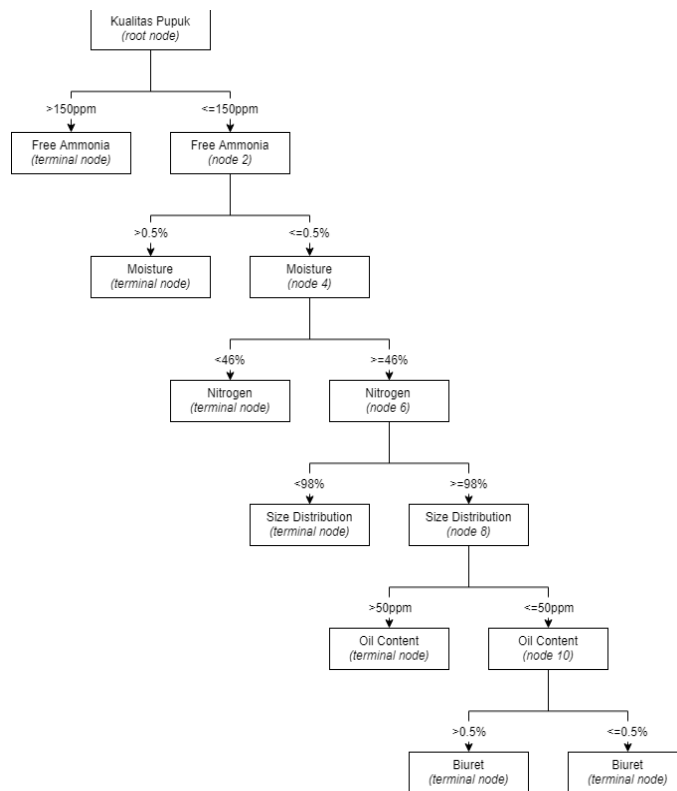 Kualitas Pupuk
(root node)
>150ppm
<=150ppm
Free Ammonia
(terminal node)
Free Ammonia
(node 2)
>0.5%
<=0.5%
Moisture
(terminal node)
Moisture
(node 4)
<46%
>=46%
Nitrogen
(terminal node)
Nitrogen
(node 6)
<98%
>=98%
Size Distribution
(terminal node)
Size Distribution
(node 8)
>50ppm
<=50ppm
Oil Content
(terminal node)
Oil Content
(node 10)
>0.5%
<=0.5%
Biuret
(terminal node)
Biuret
(terminal node)